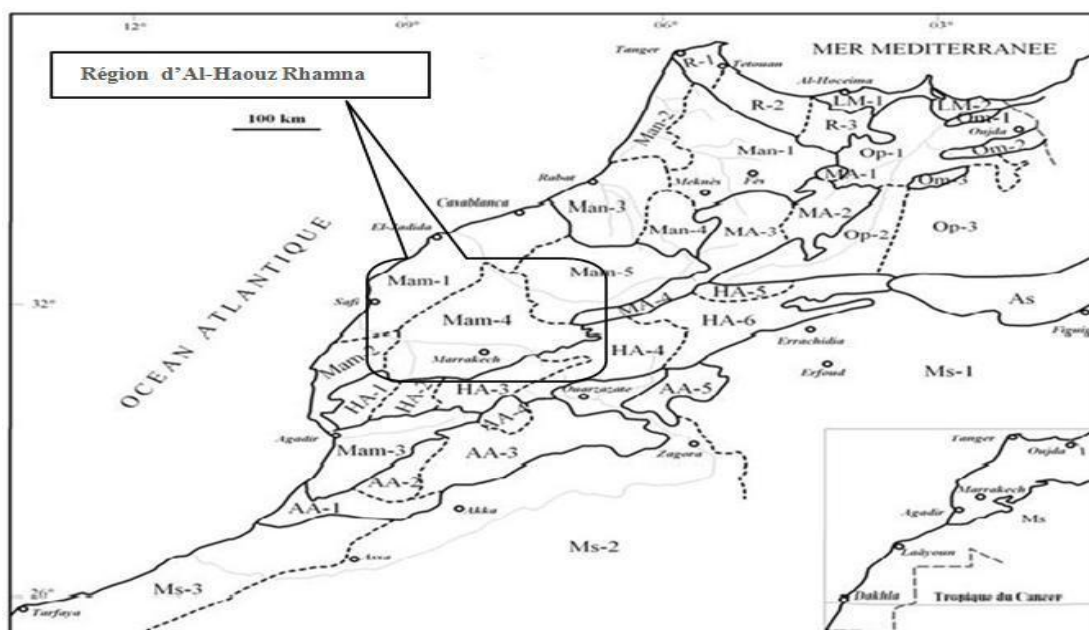 12° 09° 06° 03°
Région d'Al-Haouz Rhamna
100 km
MER MEDITERRANEE
OCEAN ATLANTIQUE
Tanger
R-1
Tetouan
Al-Hoceima
R-2
LM-1
LM-2
Om-1
Oujda
R-3
Man-2
Man-1
Op-1
Om-2
MA-1
Om-3
Rabat
Meknès
Fès
Casablanca
Man-3
Man-4
MA-3
MA-2
Op-2
Op-3
El-Jadida
Mam-1
Mam-5
32°
Safi
MA-4
HA-5
As
Mam-4
HA-6
Figuig
Marrakech
Errachidia
Mam-2
HA-4
Erfoud
Ms-1
HA-1
HA-3
Ouarzazate
AA-5
Agadir
Mam-3
AA-3
Zagora
AA-2
AA-1
Akka
Assa
Ms-2
Ms-3
26°
Tarfaya
Tanger
Oujda
Marrakech
Agadir
Ms
Laâyoun
Dakhla
Tropique du Cancer